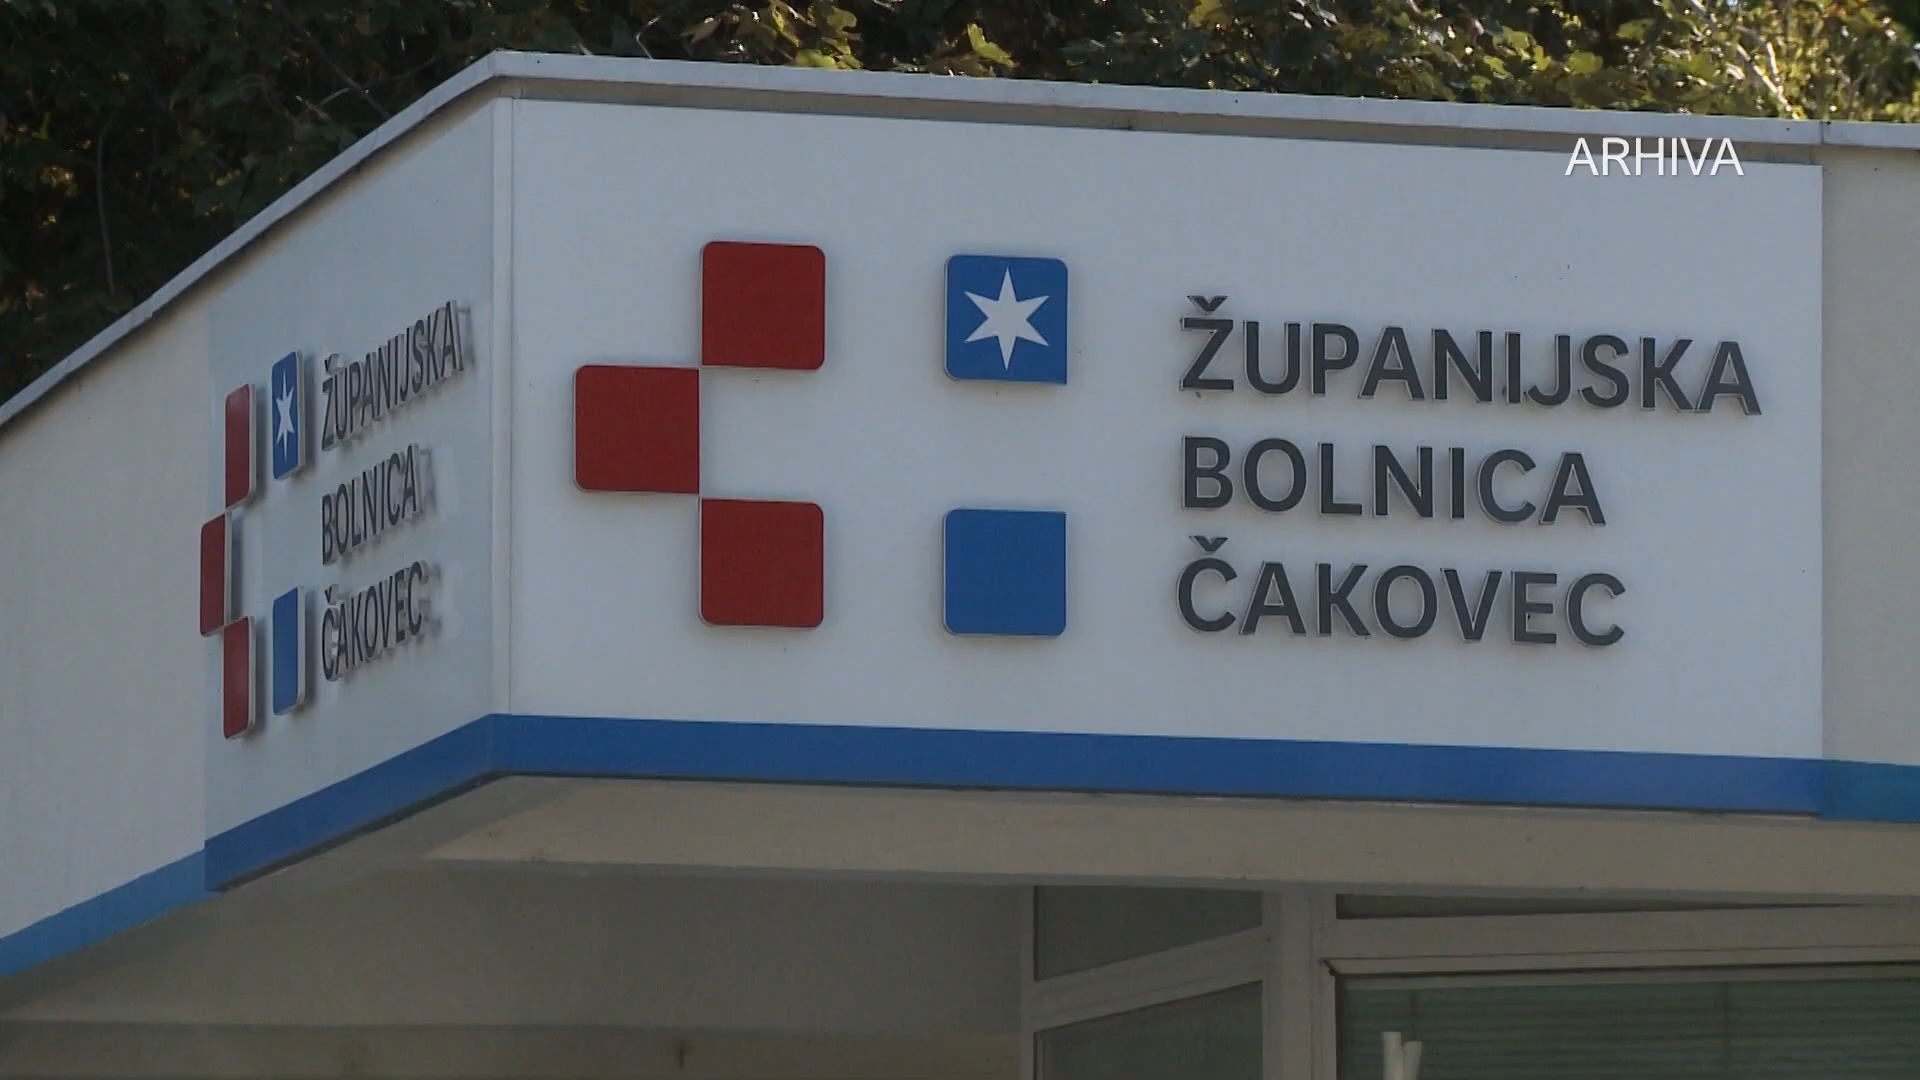 ARHIVA
ŽUPANIJSKA
BOLNICA
ČAKOVEC
ŽUPANIJSKA
BOLNICA
ČAKOVEC